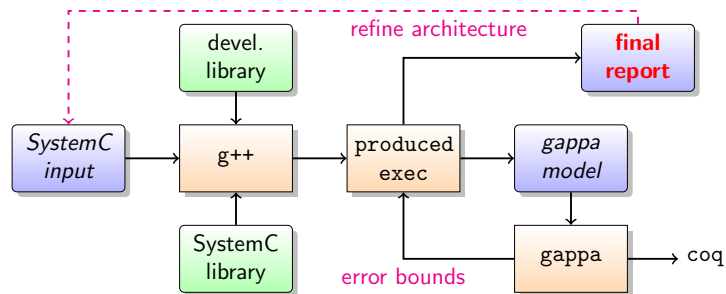 refine architecture
devel.
library
final
report
SystemC
input
g++
produced
exec
gappa
model
SystemC
library
error bounds
gappa
coq